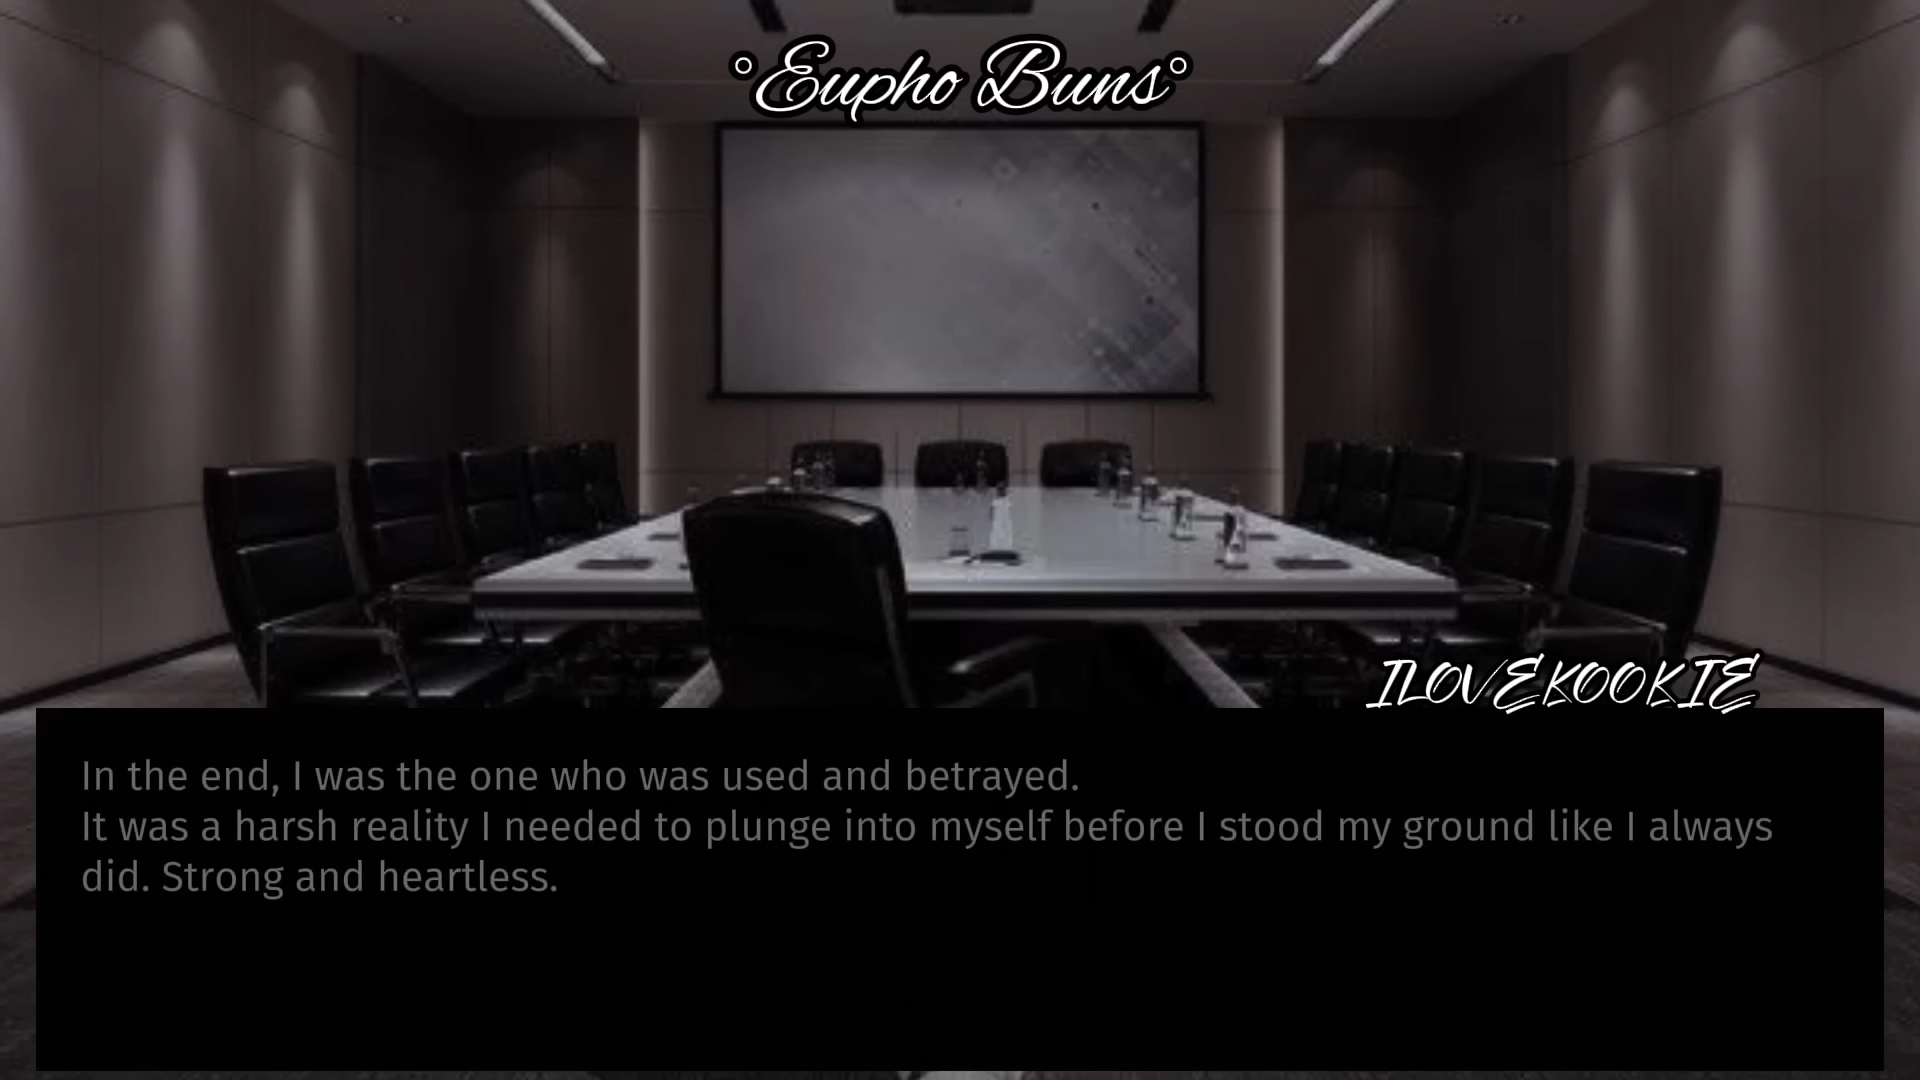 °Eupho Buns°
ILOVEKOOKIE
In the end, I was the one who was used and betrayed.
It was a harsh reality I needed to plunge into myself before I stood my ground like I always
did. Strong and heartless.